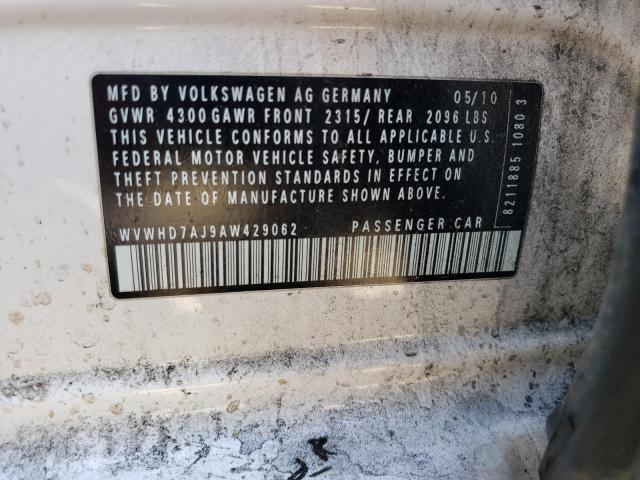 MFD BY VOLKSWAGEN AG GERMANY 05/10
GVWR 4300 GAWR FRONT 2315/ REAR 2096 LBS
THIS VEHICLE CONFORMS TO ALL APPLICABLE U.S.
FEDERAL MOTOR VEHICLE SAFETY, BUMPER AND
THEFT PREVENTION STANDARDS IN EFFECT ON
THE DATE OF MANUFACTURE SHOWN ABOVE.
WVWHD7AJ9AW429062 PASSENGER CAR
8211885 1080 3